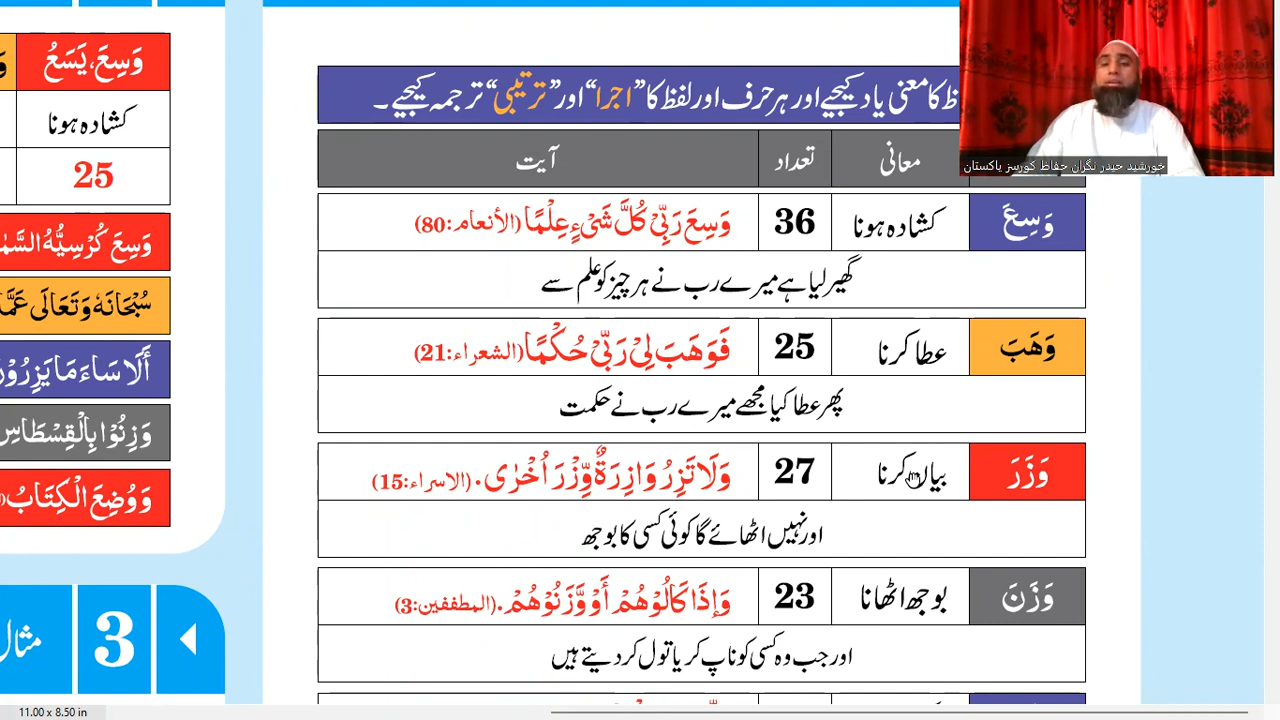 ظ کا معنی یاد کیجیے اور ہر حرف اور لفظ کا ”اجرا“ اور ”ترتیبی“ ترجمہ کیجیے۔
خورشید حیدر نگران حفاظ کورسز پاکستان
معانی تعداد آیت
وَسِعَ کشادہ ہونا 36 وَسِعَ رَبِّیْ کُلَّ شَیْءٍ عِلْمًا (الأنعام:80)
گھیر لیا ہے میرے رب نے ہر چیز کو علم سے
وَهَبَ عطا کرنا 25 فَوَهَبَ لِیْ رَبِّیْ حُکْمًا (الشعراء:21)
پھر عطا کیا مجھے میرے رب نے حکمت
وَزَرَ بیان کرنا 27 وَلَا تَزِرُ وَازِرَةٌ وِّزْرَ اُخْرٰی. (الاسراء:15)
اور نہیں اٹھائے گا کوئی کسی کا بوجھ
وَزَنَ بوجھ اٹھانا 23 وَإِذَا کَالُوْهُمْ أَوْ وَّزَنُوْهُمْ. (المطففین:3)
اور جب وہ کسی کو ناپ کر یا تول کر دیتے ہیں
وَسِعَ، یَسَعُ
کشادہ ہونا
25
وَسِعَ کُرْسِیُّهُ
سُبْحَانَهٗ وَتَعَالٰی عَمَّا
أَلَا سَاءَ مَا یَزِرُوْنَ
وَزِنُوْا بِالْقِسْطَاسِ
وَوُضِعَ الْکِتَابُ
3 مثال
11.00 x 8.50 in